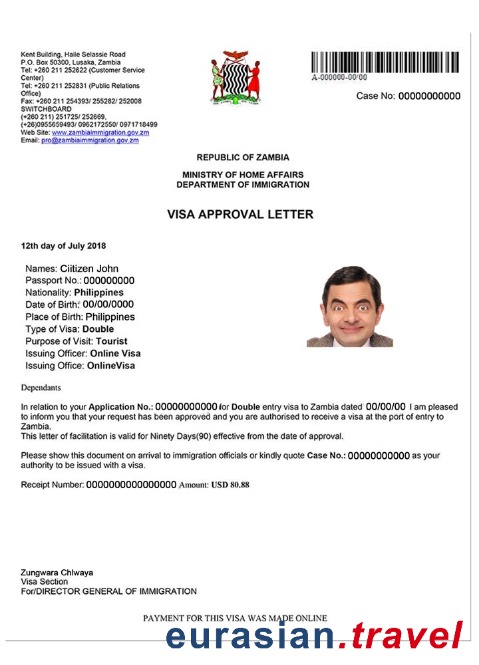 Kent Building, Haile Selassie Road
P.O. Box 50300, Lusaka, Zambia
Tel: +260 211 252622 (Customer Service
Center)
Tel: +260 211 252831 (Public Relations
Office)
Fax: +260 211 254393/ 255282/ 252008
SWITCHBOARD
(+260 211) 251725/ 252669,
(+26)0955659493/ 0962172550/ 0971718499
Web Site: www.zambiaimmigration.gov.zm
Email: pro@zambiaimmigration.gov.zm
A-000000-00/00
Case No: 00000000000
REPUBLIC OF ZAMBIA
MINISTRY OF HOME AFFAIRS
DEPARTMENT OF IMMIGRATION
VISA APPROVAL LETTER
12th day of July 2018
Names: Ciitizen John
Passport No.: 000000000
Nationality: Philippines
Date of Birth: 00/00/0000
Place of Birth: Philippines
Type of Visa: Double
Purpose of Visit: Tourist
Issuing Officer: Online Visa
Issuing Office: OnlineVisa
Dependants
In relation to your Application No.: 00000000000 for Double entry visa to Zambia dated 00/00/00 I am pleased
to inform you that your request has been approved and you are authorised to receive a visa at the port of entry to
Zambia.
This letter of facilitation is valid for Ninety Days(90) effective from the date of approval.
Please show this document on arrival to immigration officials or kindly quote Case No.: 00000000000 as your
authority to be issued with a visa.
Receipt Number: 0000000000000000 Amount: USD 80.88
Zungwara Chlwaya
Visa Section
For/DIRECTOR GENERAL OF IMMIGRATION
PAYMENT FOR THIS VISA WAS MADE ONLINE
eurasian.travel